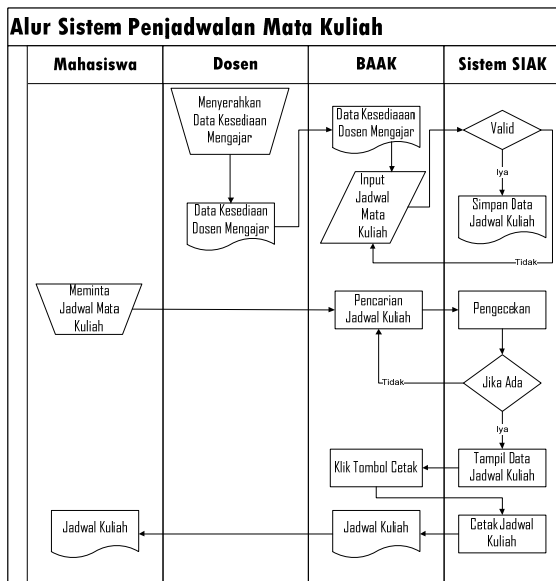 Alur Sistem Penjadwalan Mata Kuliah
Mahasiswa
Dosen
BAAK
Sistem SIAK
Menyerahkan
Data Kesediaan
Mengajar
Data Kesediaan
Dosen Mengajar
Data Kesediaaan
Dosen Mengajar
Input
Jadwal
Mata
Kuliah
Valid
Iya
Simpan Data
Jadwal Kuliah
Tidak
Meminta
Jadwal Mata
Kuliah
Pencarian
Jadwal Kuliah
Pengecekan
Jika Ada
Tidak
Iya
Tampil Data
Jadwal Kuliah
Klik Tombol Cetak
Cetak Jadwal
Kuliah
Jadwal Kuliah
Jadwal Kuliah